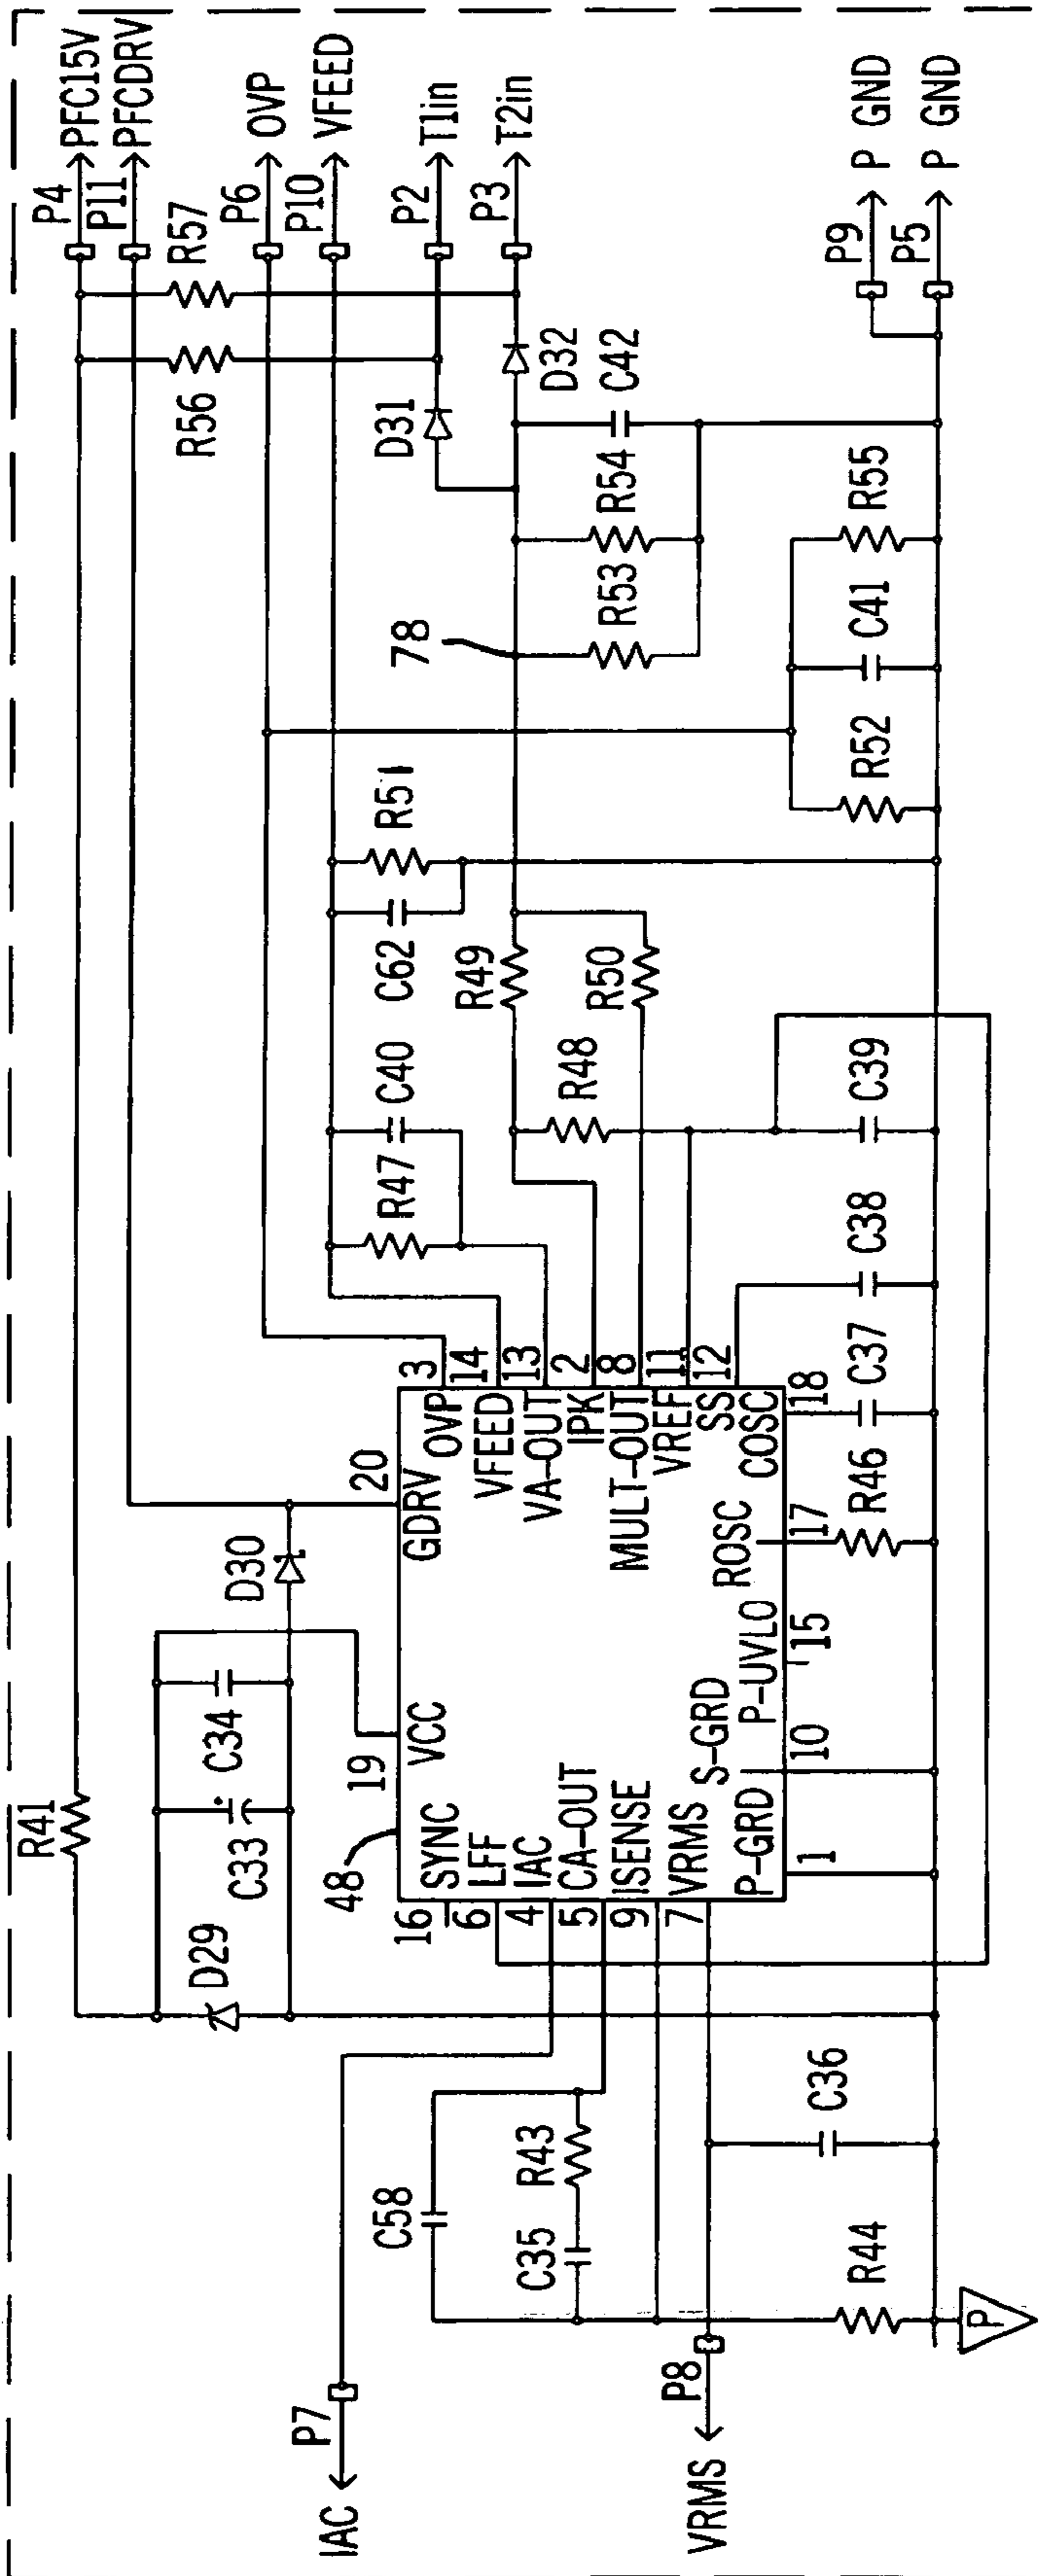 P4
PFC15V
P11
PFCDRV
R57
P6
OVP
P10
VFEED
R56
P2
T1in
P3
T2in
D31
D32
C42
R54
R53
78
P9
P GND
P5
P GND
R55
C41
R52
R51
C62
R49
R50
C40
R47
R48
C39
C38
C37
R46
R41
D30
C34
C33
D29
48
20
GDRV
19
VCC
3
OVP
14
VFEED
13
VA-OUT
2
IPK
8
MULT-OUT
11
VREF
12
SS
18
COSC
17
ROSC
15
P-UVLO
10
S-GRD
1
P-GRD
16
SYNC
6
LFF
4
IAC
5
CA-OUT
9
ISENSE
7
VRMS
C58
R43
C35
C36
R44
P
P7
IAC
P8
VRMS